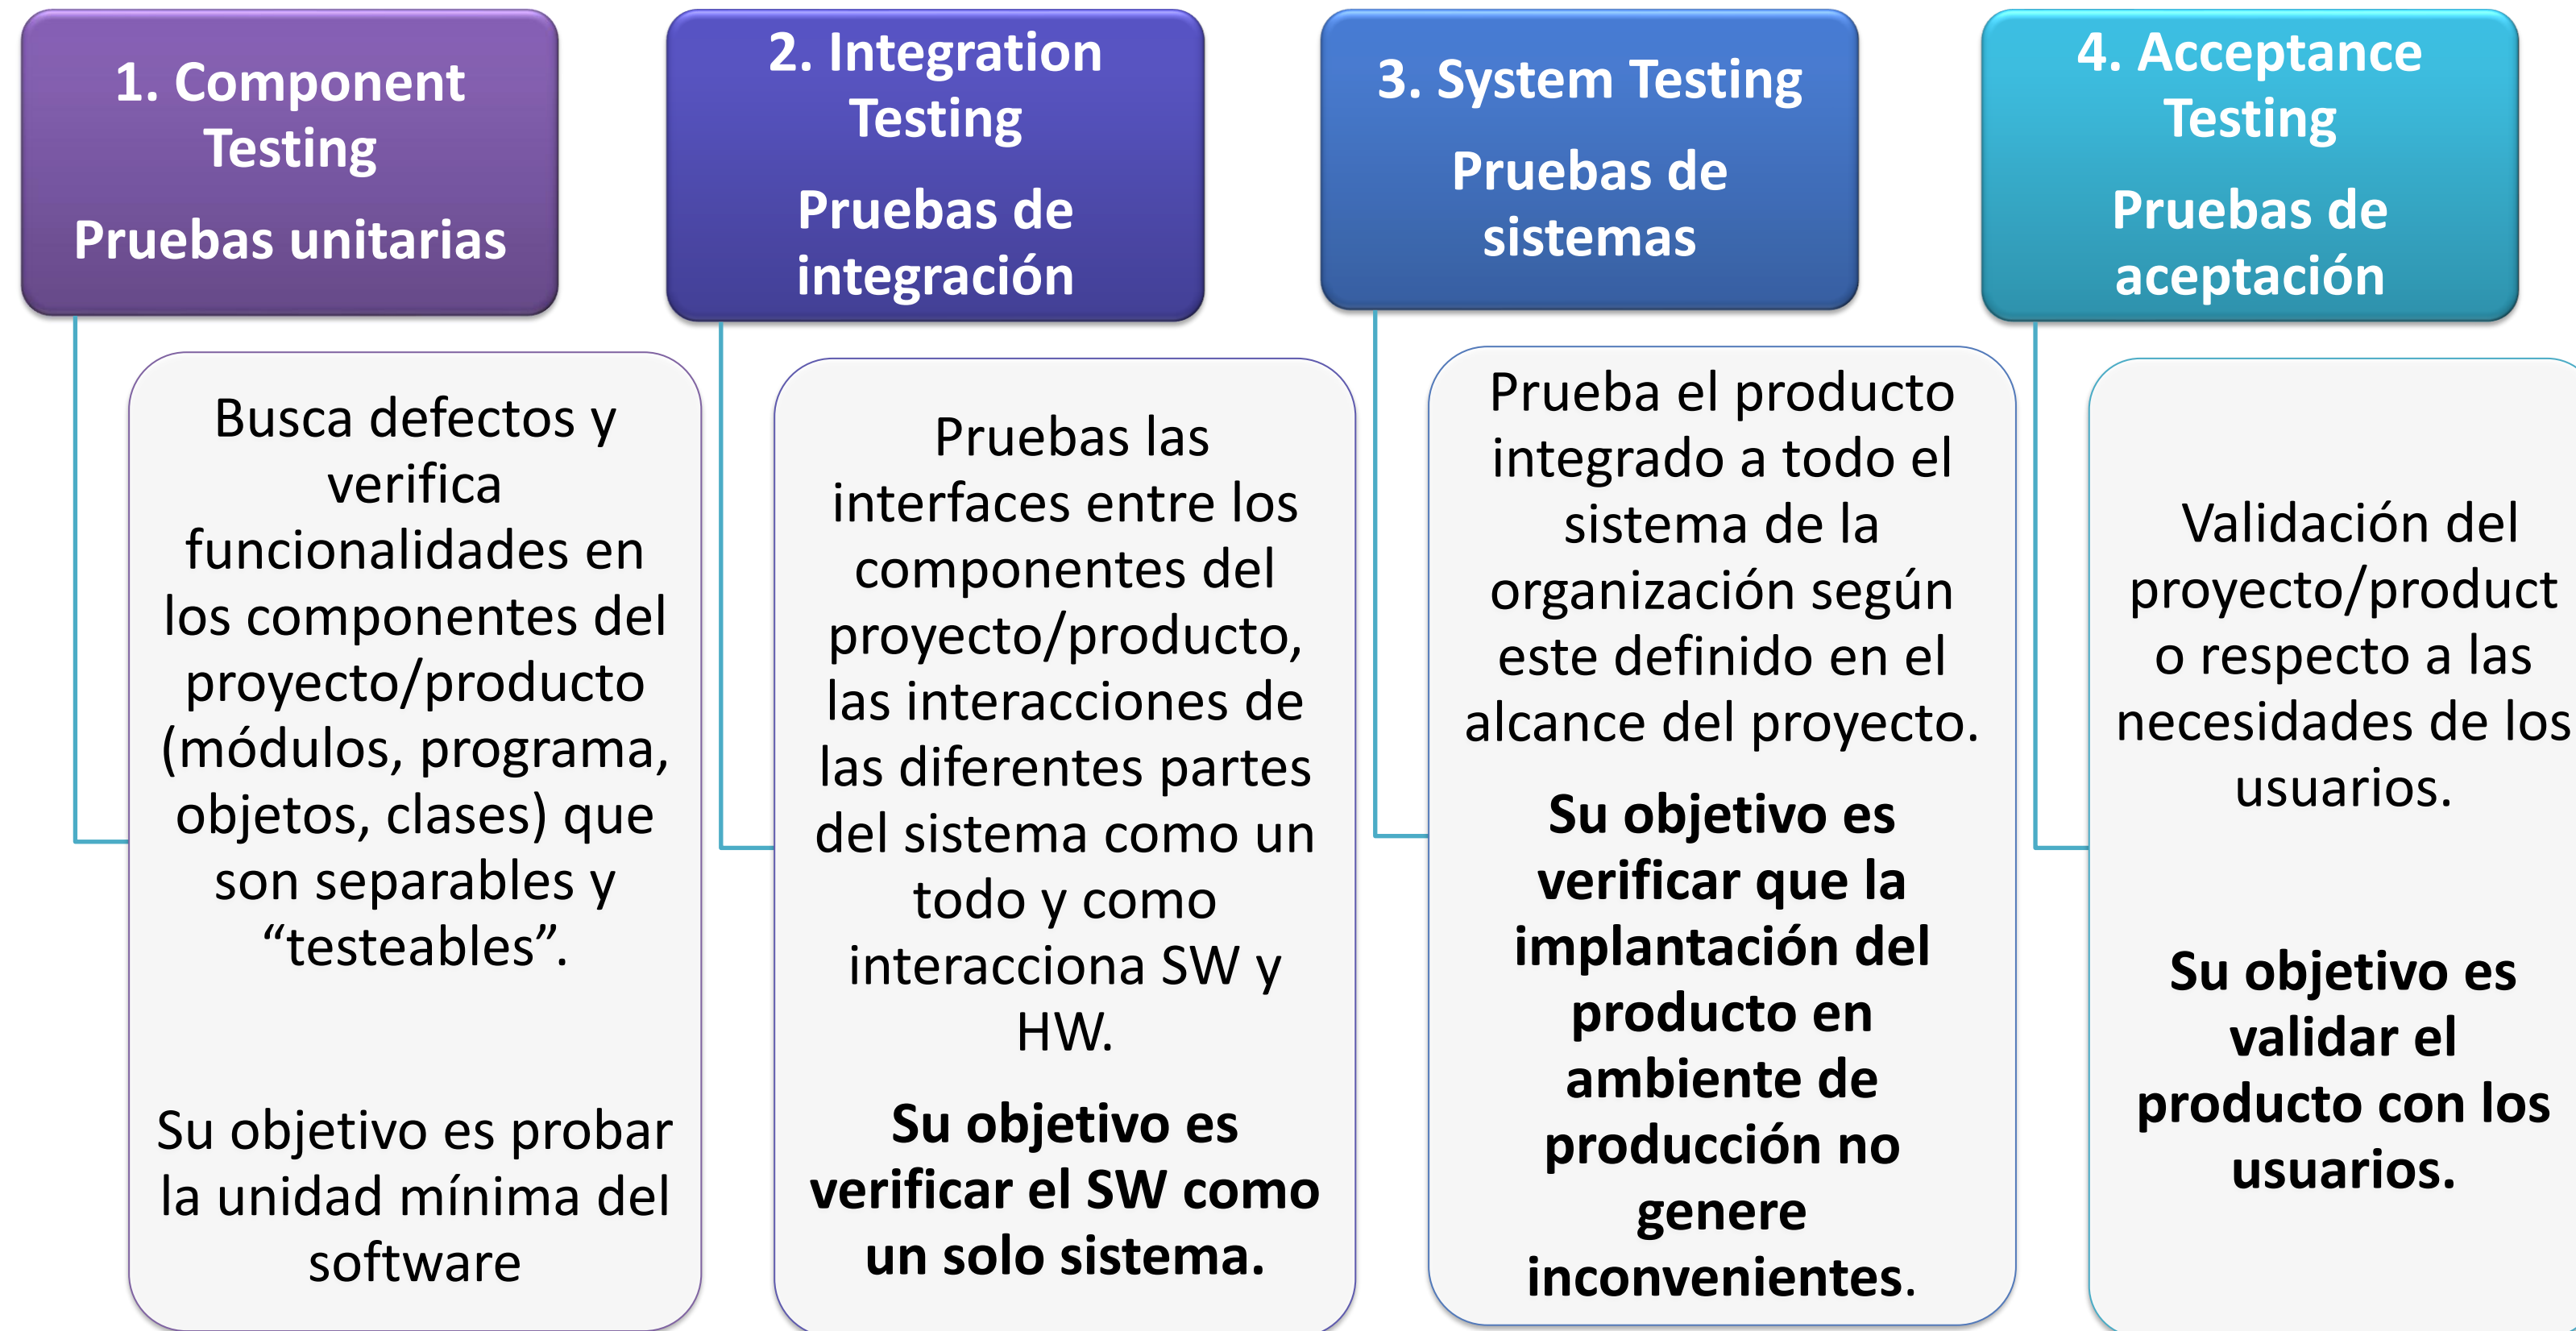 1. Component
Testing
Pruebas unitarias
Busca defectos y
verifica
funcionalidades en
los componentes del
proyecto/producto
(módulos, programa,
objetos, clases) que
son separables y
“testeables”.
Su objetivo es probar
la unidad mínima del
software
2. Integration
Testing
Pruebas de
integración
Pruebas las
interfaces entre los
componentes del
proyecto/producto,
las interacciones de
las diferentes partes
del sistema como un
todo y como
interacciona SW y
HW.
Su objetivo es
verificar el SW como
un solo sistema.
3. System Testing
Pruebas de
sistemas
Prueba el producto
integrado a todo el
sistema de la
organización según
este definido en el
alcance del proyecto.
Su objetivo es
verificar que la
implantación del
producto en
ambiente de
producción no
genere
inconvenientes.
4. Acceptance
Testing
Pruebas de
aceptación
Validación del
proyecto/product
o respecto a las
necesidades de los
usuarios.
Su objetivo es
validar el
producto con los
usuarios.